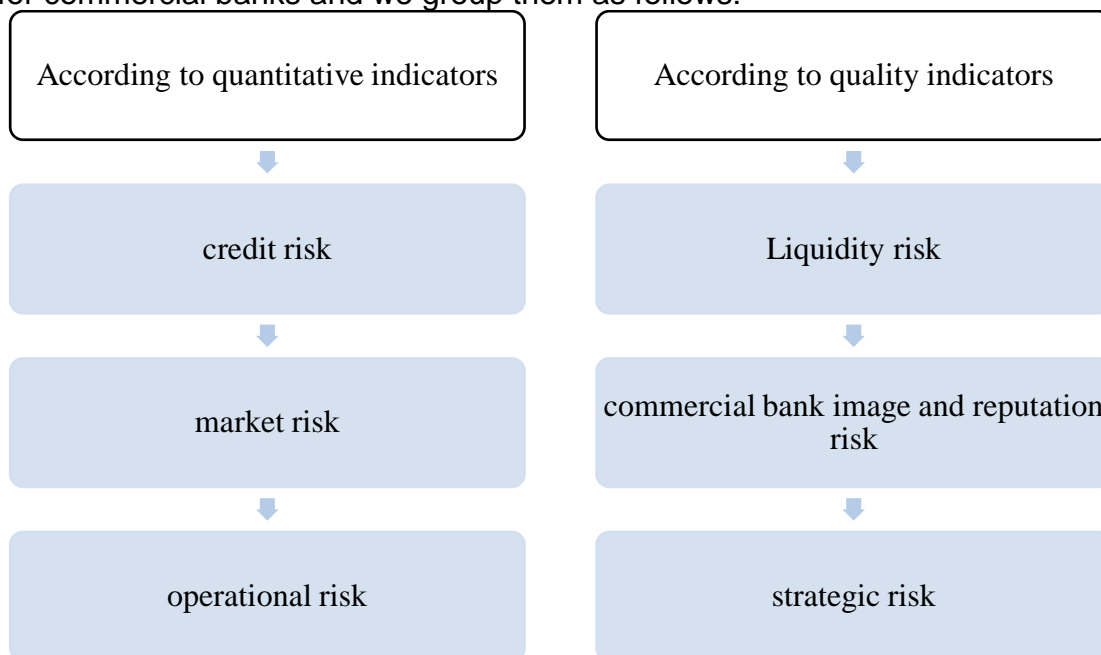 for commercial banks and we group them as follows:
According to quantitative indicators
credit risk
market risk
operational risk
According to quality indicators
Liquidity risk
commercial bank image and reputation
risk
strategic risk